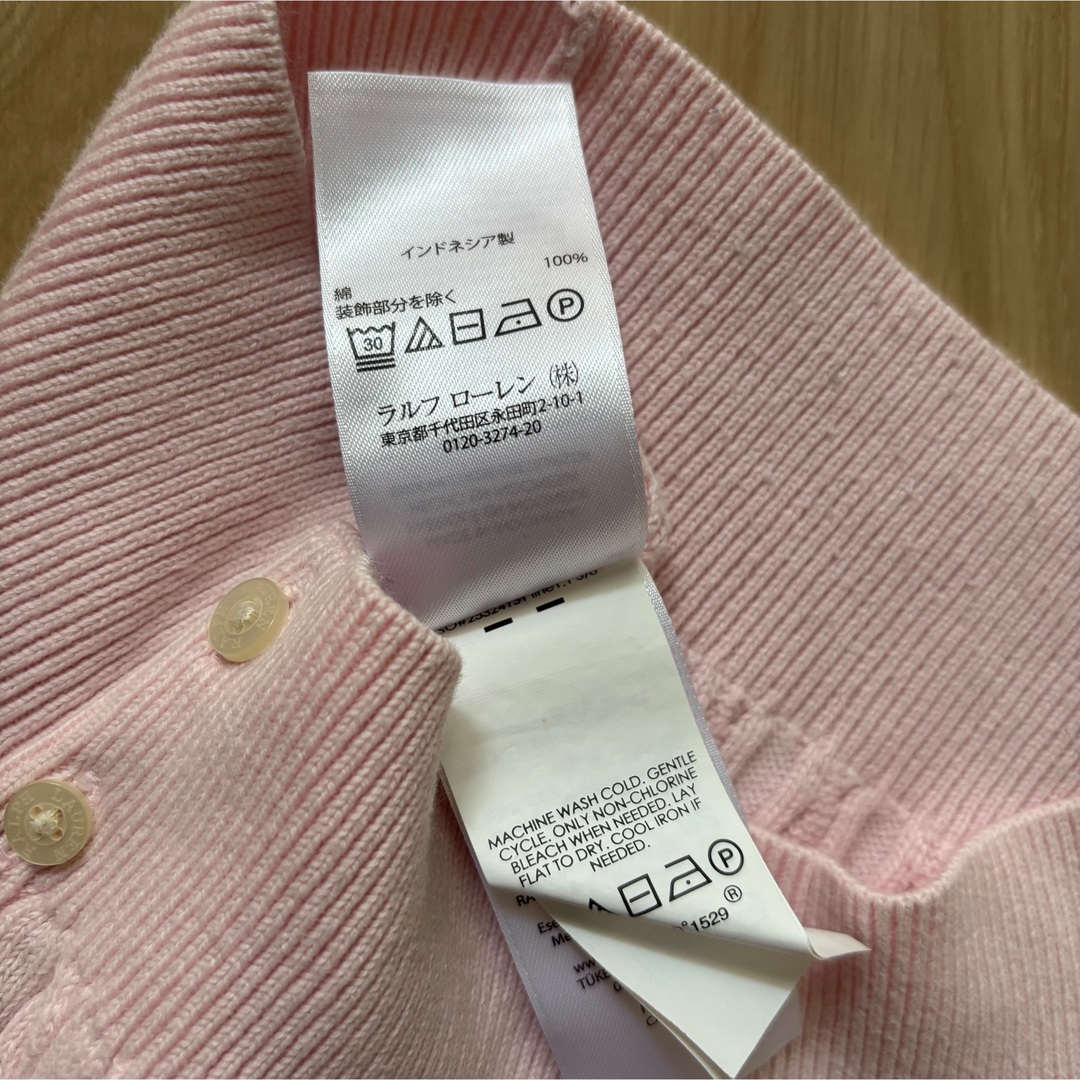 インドネシア製
100%
綿
装飾部分を除く
30
P
ラルフ ローレン (株)
東京都千代田区永田町2-10-1
0120-3274-20
MACHINE WASH COLD. GENTLE
CYCLE. ONLY NON-CHLORINE
BLEACH WHEN NEEDED. LAY
FLAT TO DRY. COOL IRON IF
NEEDED.
P
1529 ®
RALPH LAUREN